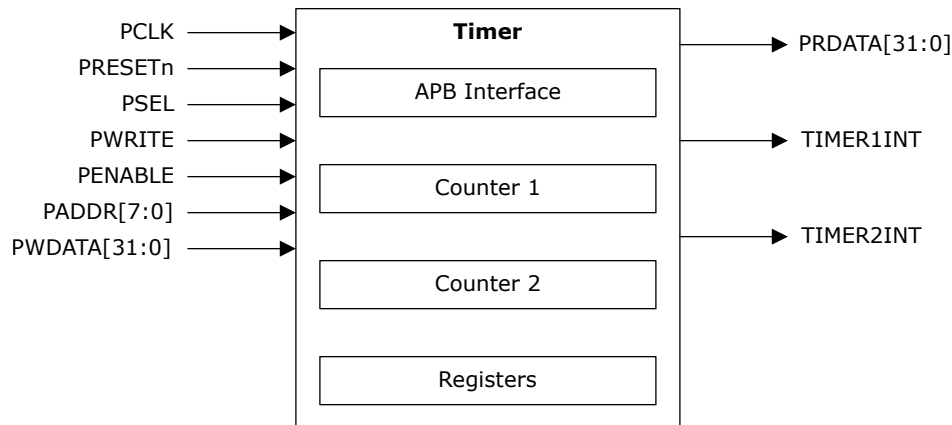 PCLK
PRESETn
PSEL
PWRITE
PENABLE
PADDR[7:0]
PWDATA[31:0]
Timer
APB Interface
Counter 1
Counter 2
Registers
PRDATA[31:0]
TIMER1INT
TIMER2INT